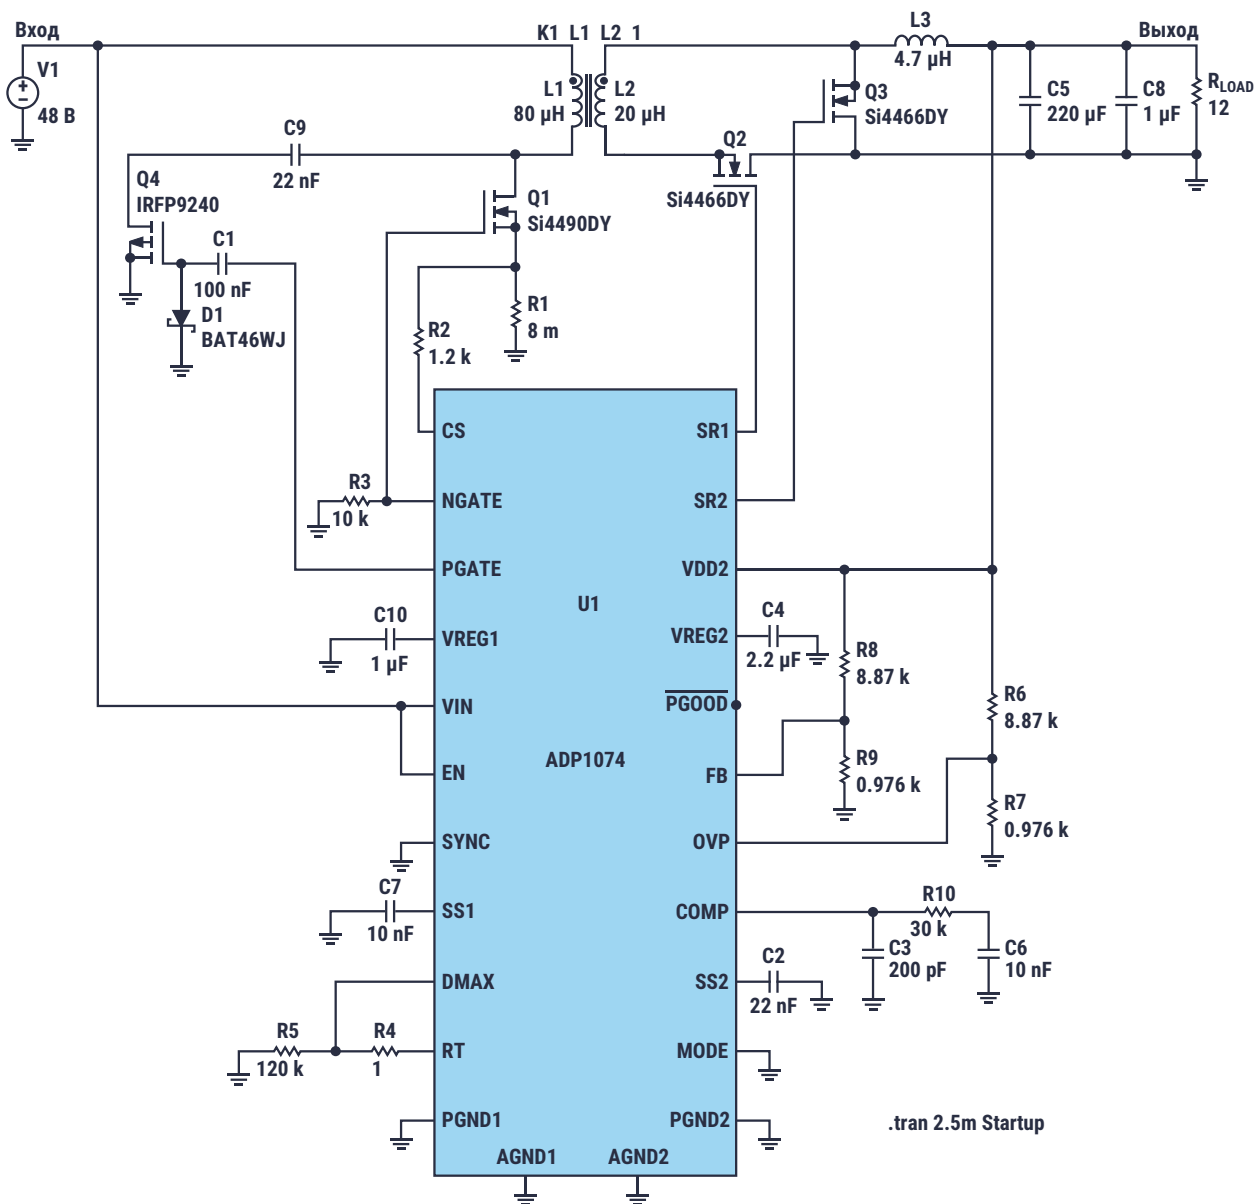 Вход
K1 L1 L2 1
L3
4.7 µH
Выход
V1
48 В
L1
80 µH
L2
20 µH
Q3
Si4466DY
C5
220 µF
C8
1 µF
RLOAD
12
C9
22 nF
Q2
Si4466DY
Q4
IRFP9240
Q1
Si4490DY
C1
100 nF
D1
BAT46WJ
R1
8 m
R2
1.2 k
CS
SR1
R3
10 k
NGATE
SR2
PGATE
VDD2
U1
C10
1 µF
VREG1
VREG2
C4
2.2 µF
R8
8.87 k
VIN
PGOOD
R6
8.87 k
ADP1074
EN
FB
R9
0.976 k
R7
0.976 k
SYNC
OVP
C7
10 nF
SS1
COMP
R10
30 k
C3
200 pF
C6
10 nF
DMAX
SS2
C2
22 nF
R5
120 k
R4
1
RT
MODE
PGND1
PGND2
.tran 2.5m Startup
AGND1
AGND2